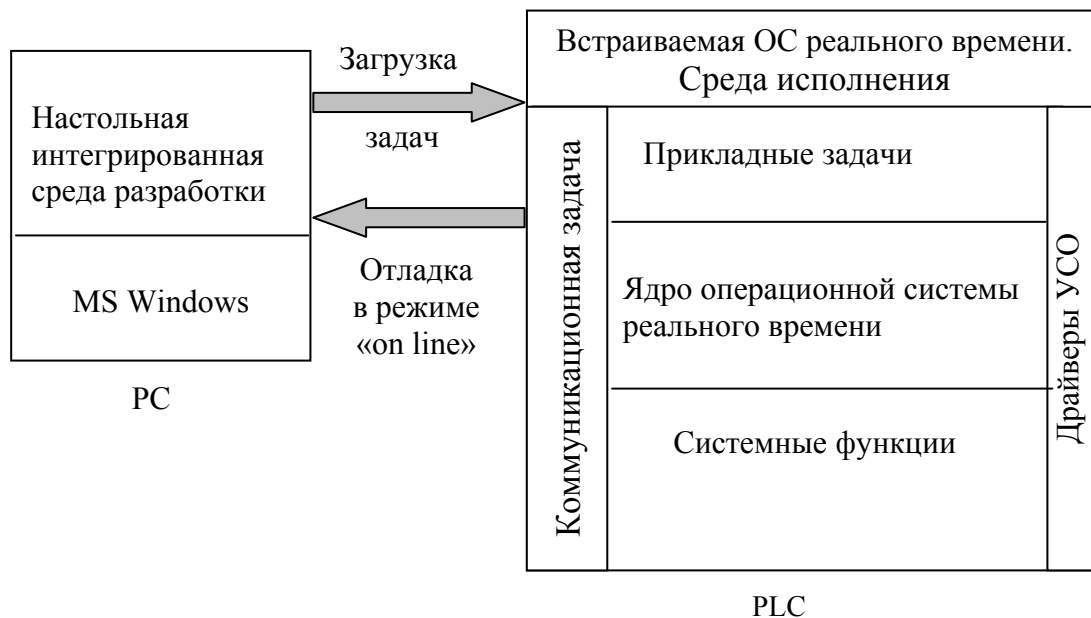 Настольная
интегрированная
среда разработки
MS Windows
PC
Загрузка
задач
Отладка
в режиме
«on line»
Встраиваемая ОС реального времени.
Среда исполнения
Коммуникационная задача
Прикладные задачи
Ядро операционной системы
реального времени
Системные функции
Драйверы УСО
PLC